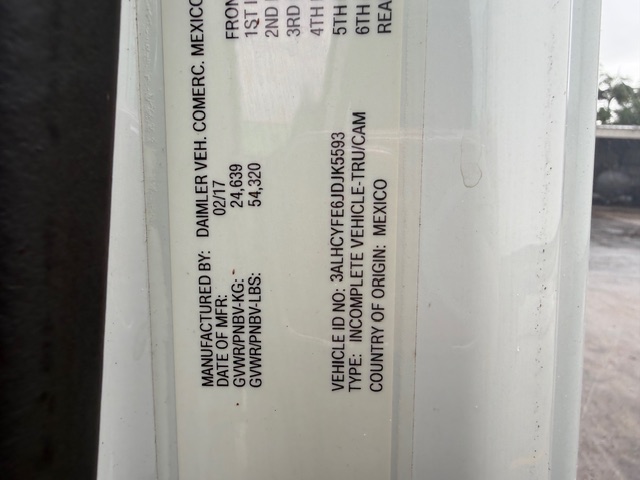 MANUFACTURED BY: DAIMLER VEH. COMERC. MEXICO
DATE OF MFR: 02/17
GVWR/PNBV-KG: 24,639
GVWR/PNBV-LBS: 54,320
VEHICLE ID NO: 3ALHCYFE6JDJK5593
TYPE: INCOMPLETE VEHICLE-TRU/CAM
COUNTRY OF ORIGIN: MEXICO
FRON
1ST I
2ND
3RD
4TH
5TH
6TH
REA